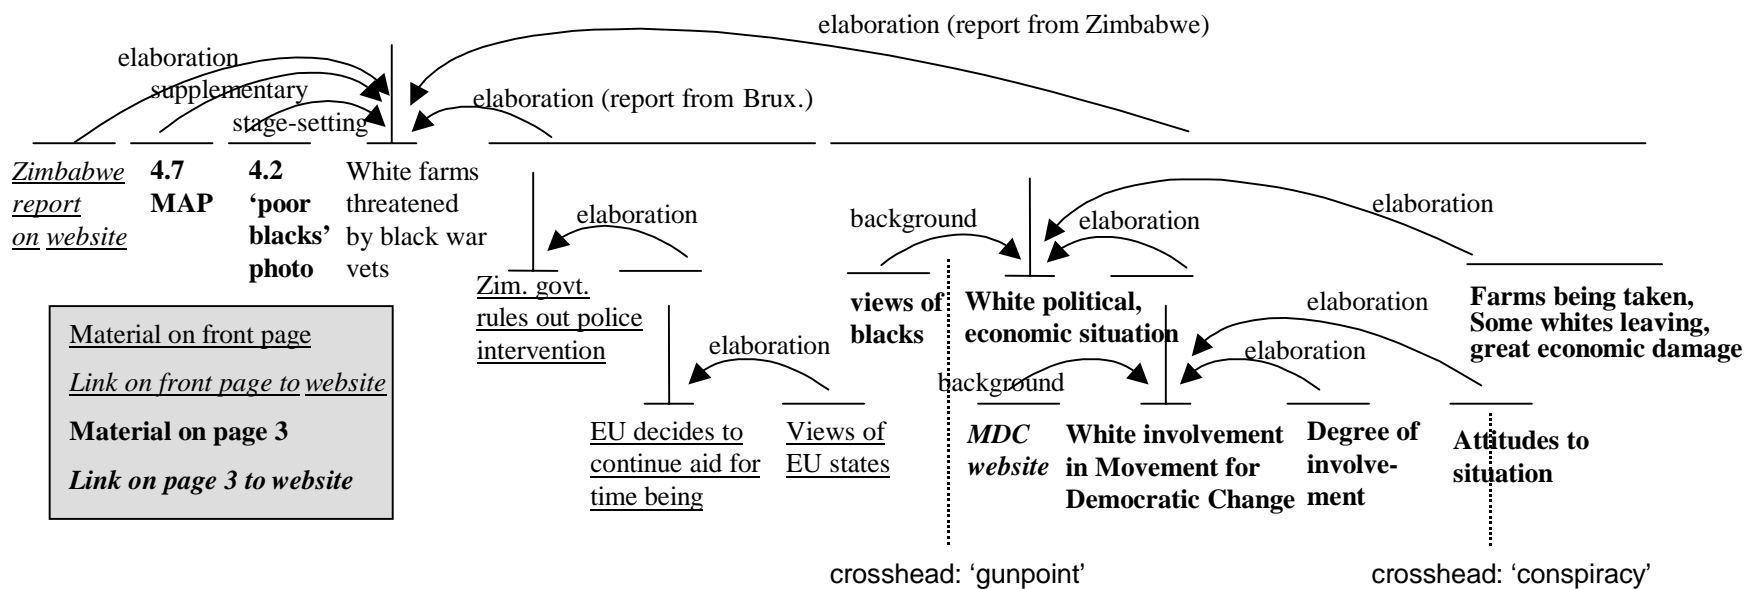 elaboration (report from Zimbabwe)
elaboration
supplementary
stage-setting
elaboration (report from Brux.)
Zimbabwe
report
on website
4.7
MAP
4.2
‘poor
blacks’
photo
White farms
threatened
by black war
vets
elaboration
Zim. govt.
rules out police
intervention
elaboration
EU decides to
continue aid for
time being
Views of
EU states
background
elaboration
elaboration
views of
blacks
White political,
economic situation
Farms being taken,
Some whites leaving,
great economic damage
background
elaboration
elaboration
MDC
website
White involvement
in Movement for
Democratic Change
Degree of
involve-
ment
Attitudes to
situation
Material on front page
Link on front page to website
Material on page 3
Link on page 3 to website
crosshead: ‘gunpoint’
crosshead: ‘conspiracy’